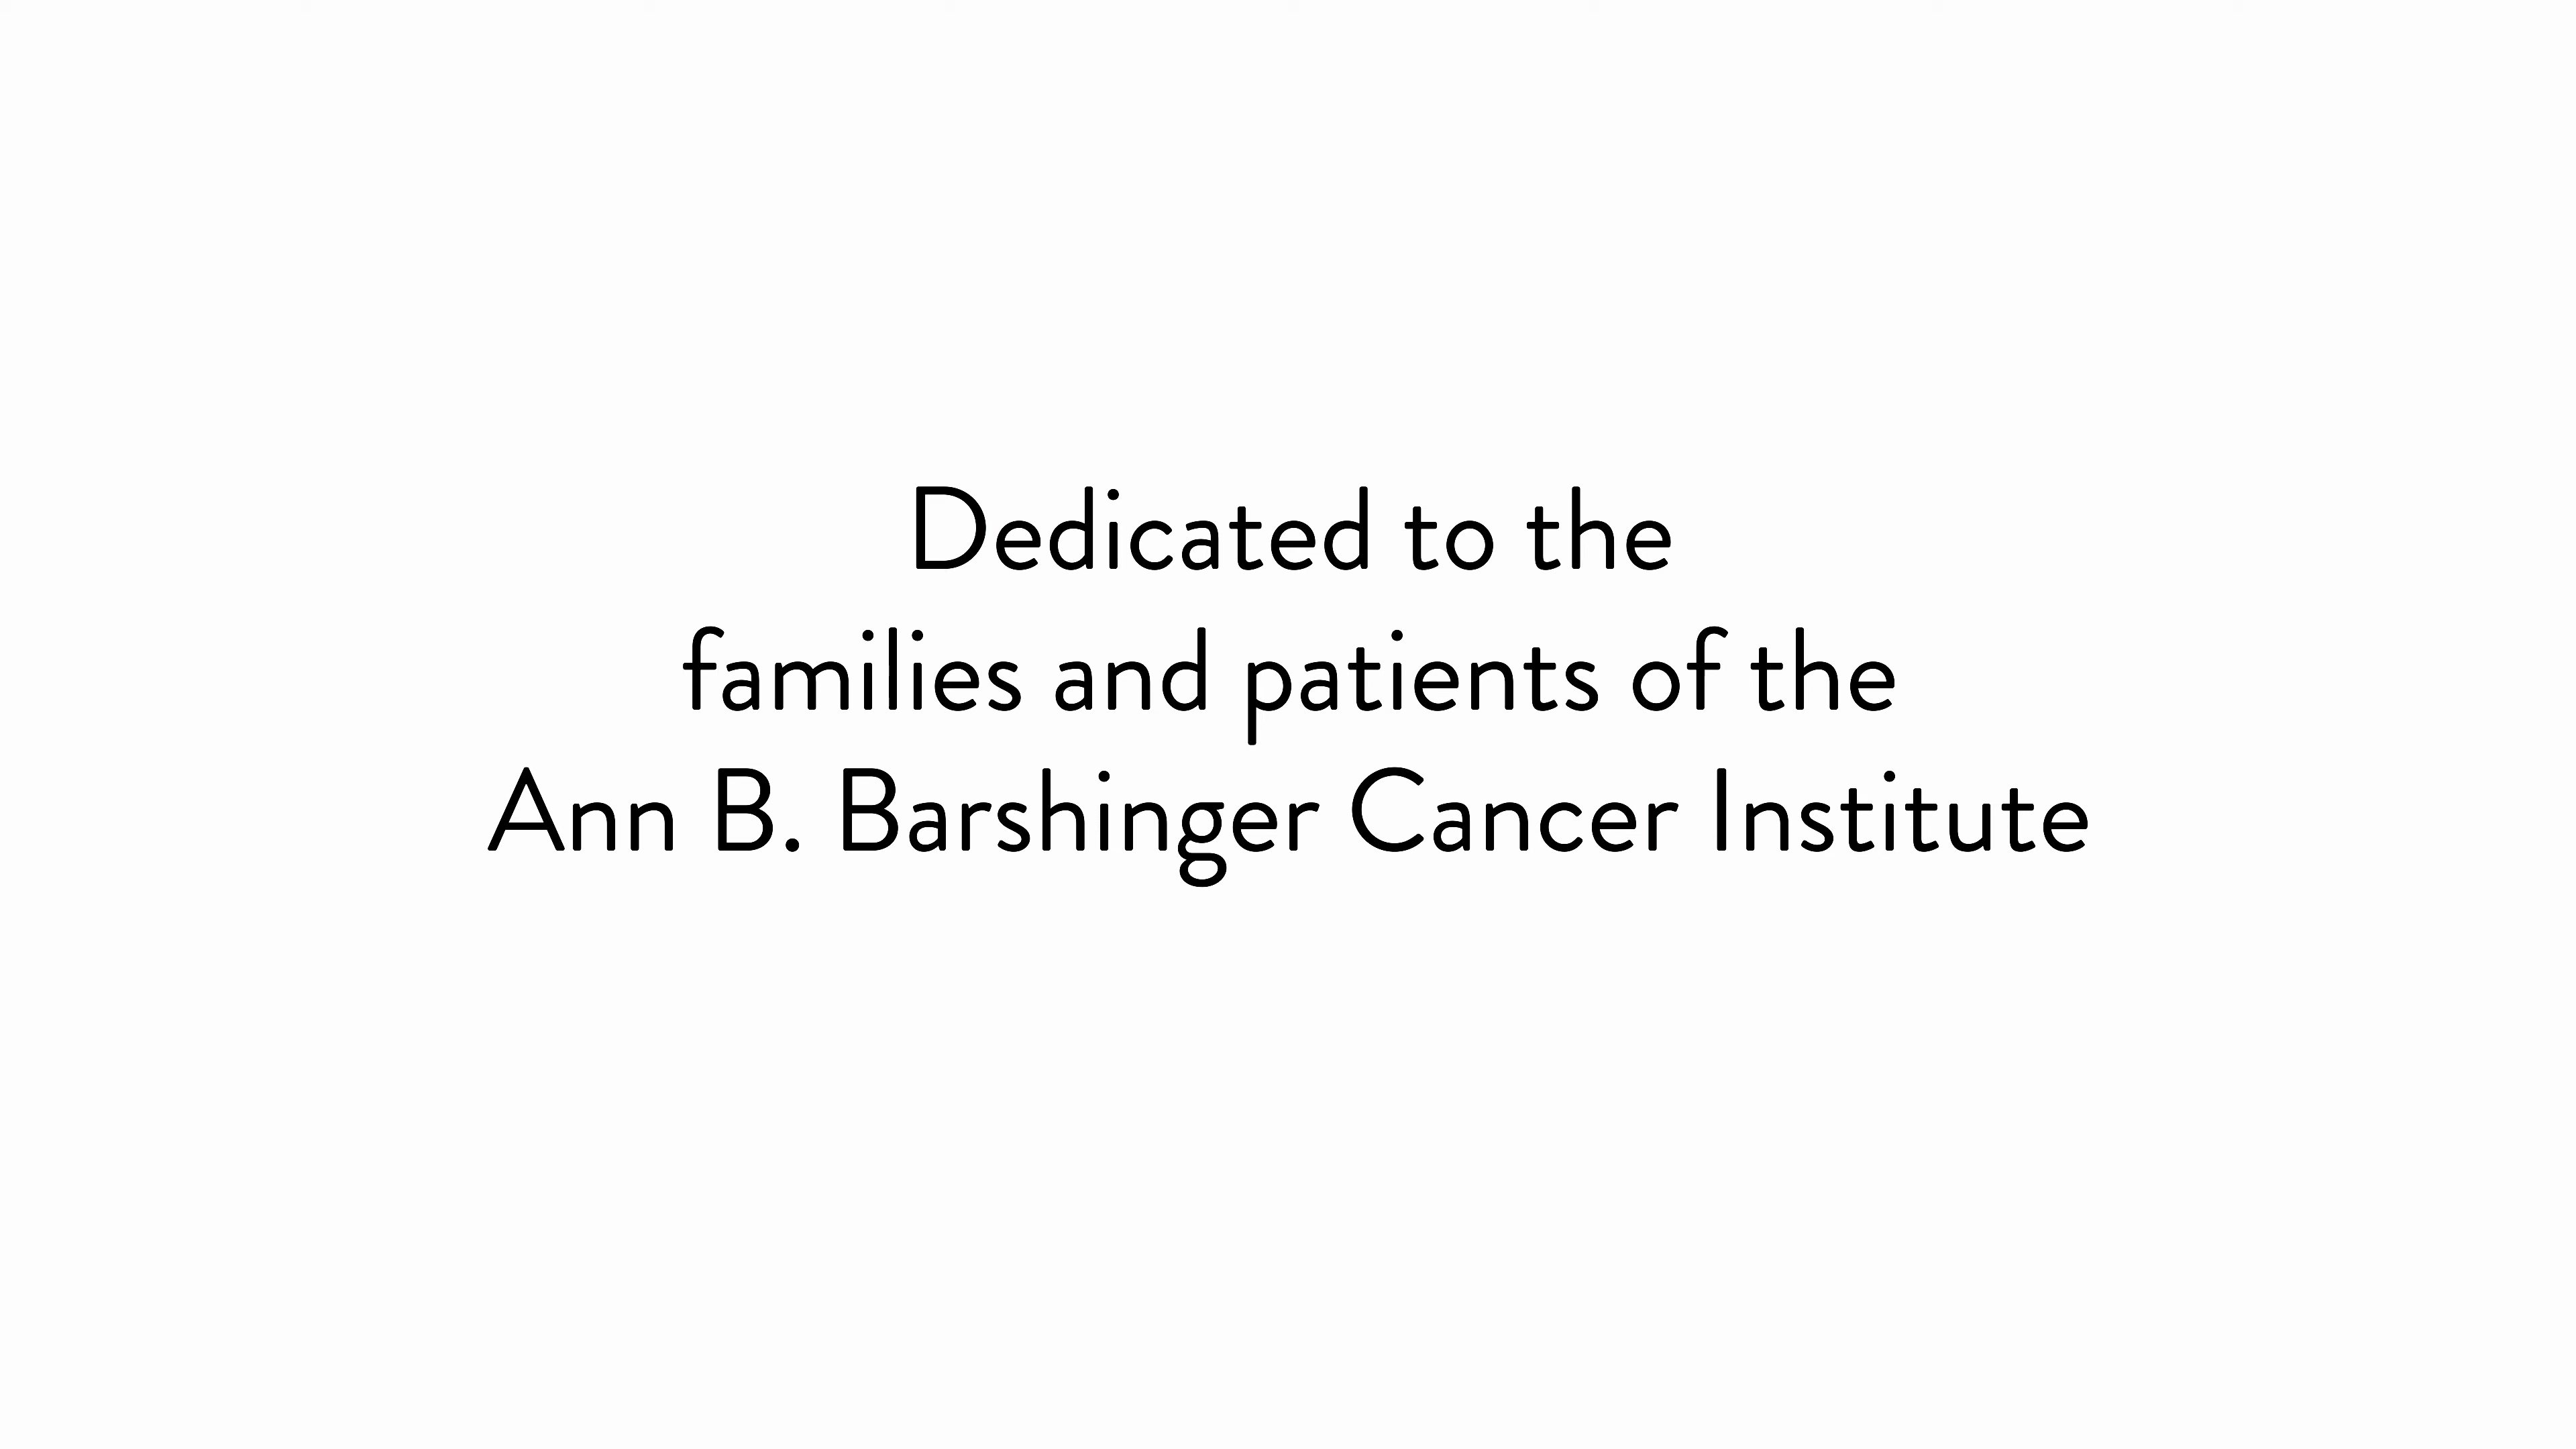 Dedicated to the
families and patients of the
Ann B. Barshinger Cancer Institute